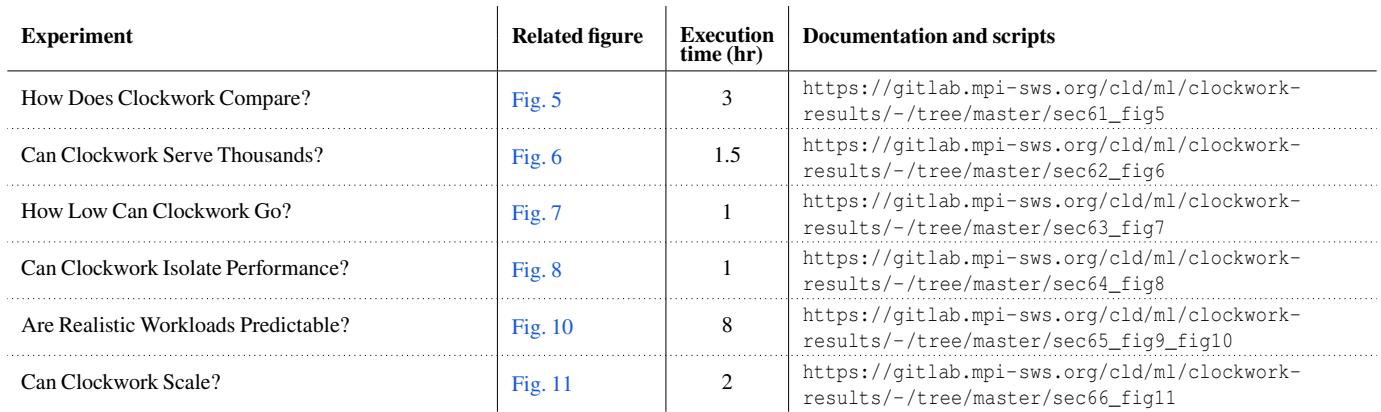 Experiment Related figure Execution time (hr) Documentation and scripts
How Does Clockwork Compare? Fig. 5 3 https://gitlab.mpi-sws.org/cld/ml/clockwork-
results/-/tree/master/sec61_fig5
Can Clockwork Serve Thousands? Fig. 6 1.5 https://gitlab.mpi-sws.org/cld/ml/clockwork-
results/-/tree/master/sec62_fig6
How Low Can Clockwork Go? Fig. 7 1 https://gitlab.mpi-sws.org/cld/ml/clockwork-
results/-/tree/master/sec63_fig7
Can Clockwork Isolate Performance? Fig. 8 1 https://gitlab.mpi-sws.org/cld/ml/clockwork-
results/-/tree/master/sec64_fig8
Are Realistic Workloads Predictable? Fig. 10 8 https://gitlab.mpi-sws.org/cld/ml/clockwork-
results/-/tree/master/sec65_fig9_fig10
Can Clockwork Scale? Fig. 11 2 https://gitlab.mpi-sws.org/cld/ml/clockwork-
results/-/tree/master/sec66_fig11